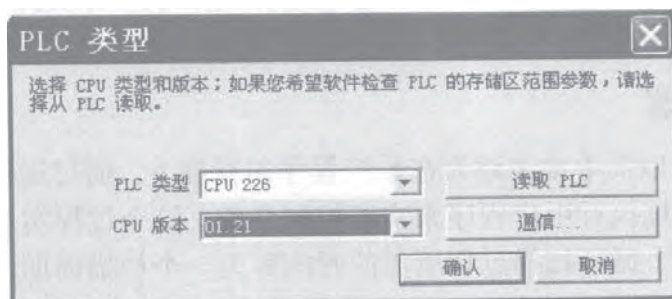 PLC 类型
选择 CPU 类型和版本；如果您希望软件检查 PLC 的存储区范围参数，请选
择从 PLC 读取。
PLC 类型 CPU 226 读取 PLC
CPU 版本 01.21 通信...
确认 取消